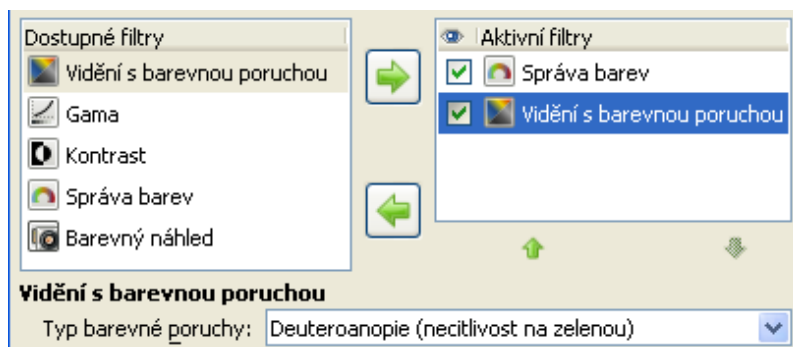 Dostupné filtry
Vidění s barevnou poruchou
Gama
Kontrast
Správa barev
Barevný náhled
Aktivní filtry
Správa barev
Vidění s barevnou poruchou
Vidění s barevnou poruchou
Typ barevné poruchy: Deuteroanopie (necitlivost na zelenou)